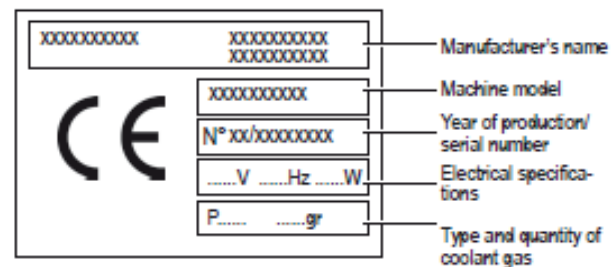 XXXXXXXXXX XXXXXXXXXX
XXXXXXXXXX
Manufacturer's name
CE
XXXXXXXXXX
Machine model
N° xx/xxxxxxxx
Year of production/
serial number
.......V .......Hz .......W
Electrical specifica-
tions
P....... .......gr
Type and quantity of
coolant gas